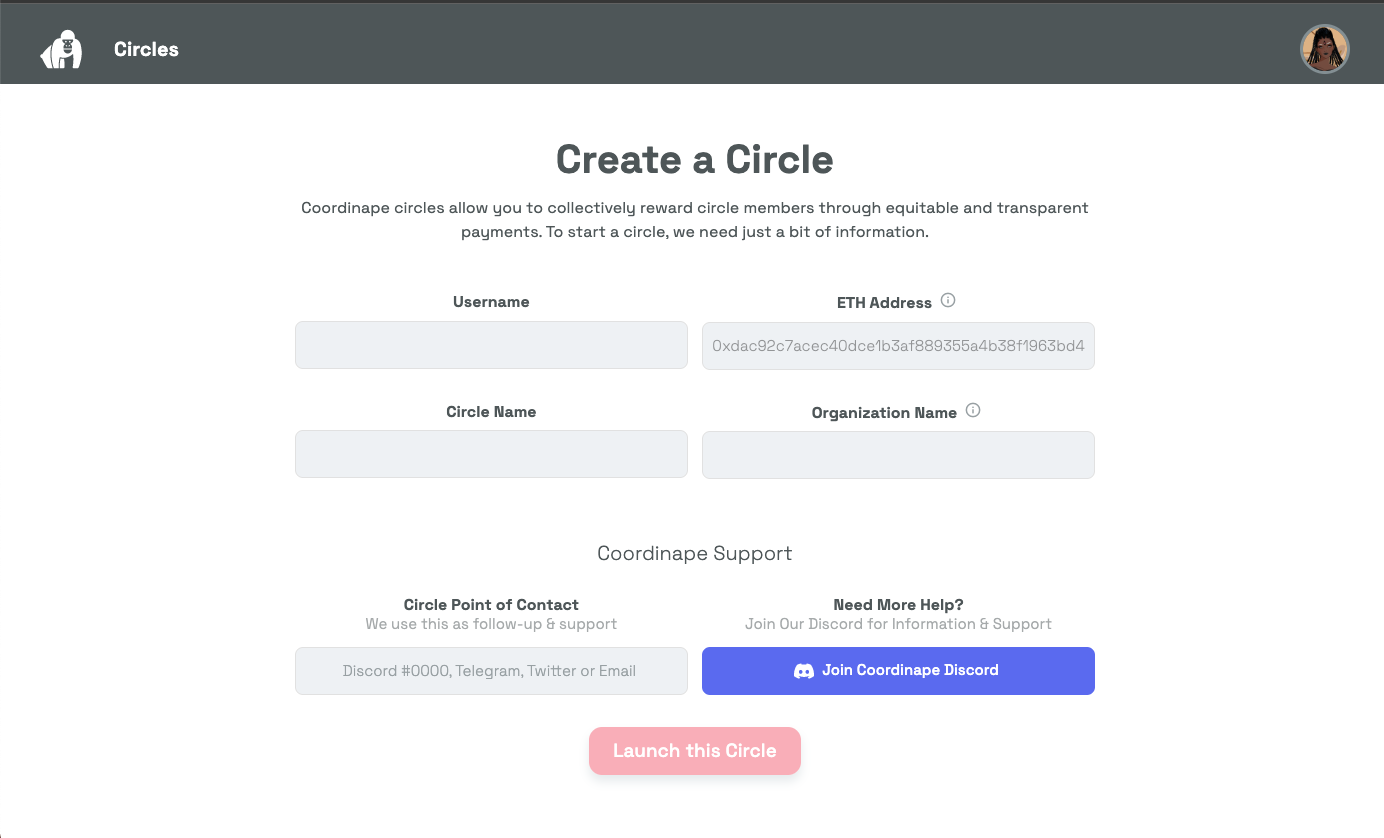 Circles
Create a Circle
Coordinape circles allow you to collectively reward circle members through equitable and transparent
payments. To start a circle, we need just a bit of information.
Username
ETH Address
0xdac92c7acec40dce1b3af889355a4b38f1963bd4
Circle Name
Organization Name
Coordinape Support
Circle Point of Contact
We use this as follow-up & support
Discord #0000, Telegram, Twitter or Email
Need More Help?
Join Our Discord for Information & Support
Join Coordinape Discord
Launch this Circle